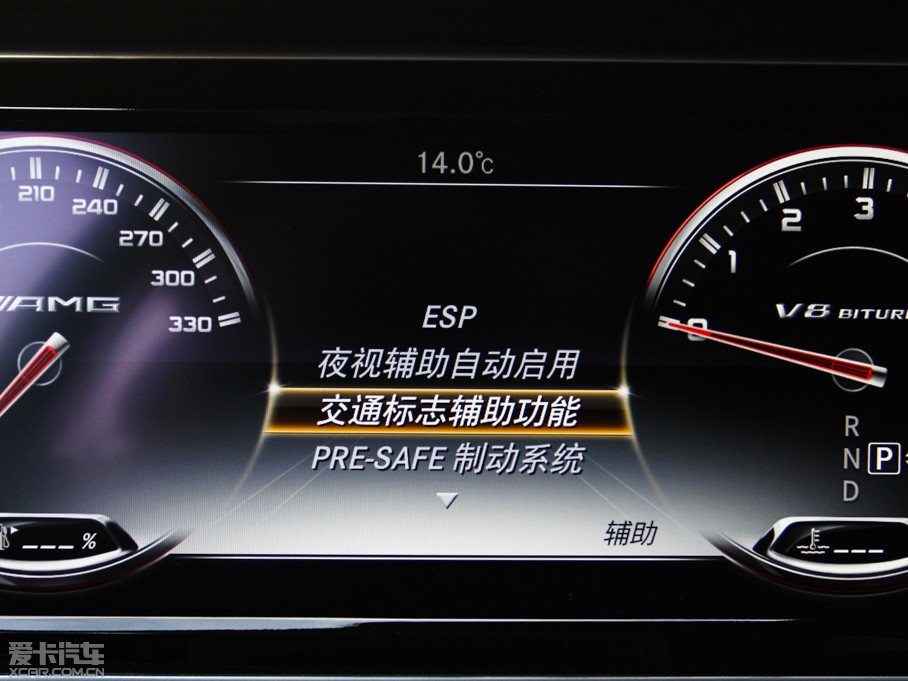 14.0℃
210
240
270
300
330
AMG
0
1
2
3
V8 BITUR
ESP
夜视辅助自动启用
交通标志辅助功能
PRE-SAFE 制动系统
辅助
R
N P
D
___%
___
爱卡汽车
XCAR.COM.CN